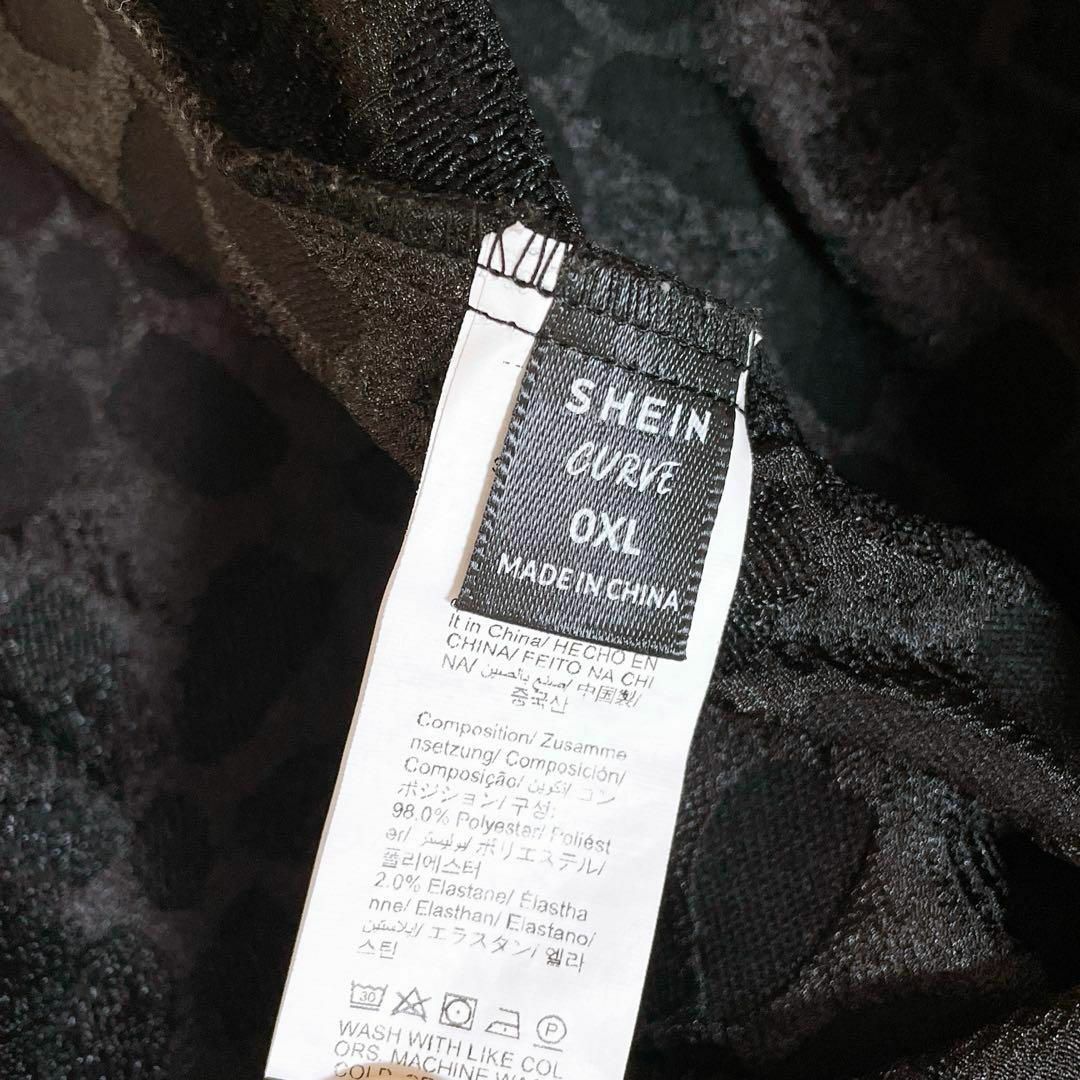 SHEIN
CURVE
0XL
MADE IN CHINA
in China/ HECHO EN
CHINA/ FEITO NA CHI
NA/ صنع بالصين/ 中国製/
중국산
Composition/ Zusamme
nsetzung/ Composición/
Composição/ تكوين/ コン
ポジション/ 구성:
98.0% Polyester/ Poliést
er/ بوليستر/ ポリエステル/
폴리에스터
2.0% Elastane/ Élastha
nne/ Elasthan/ Elastano/
إيلاستين/ エラスタン/ 엘라
스틴
30
P
WASH WITH LIKE COL
ORS. MACHINE WAS
COLD.